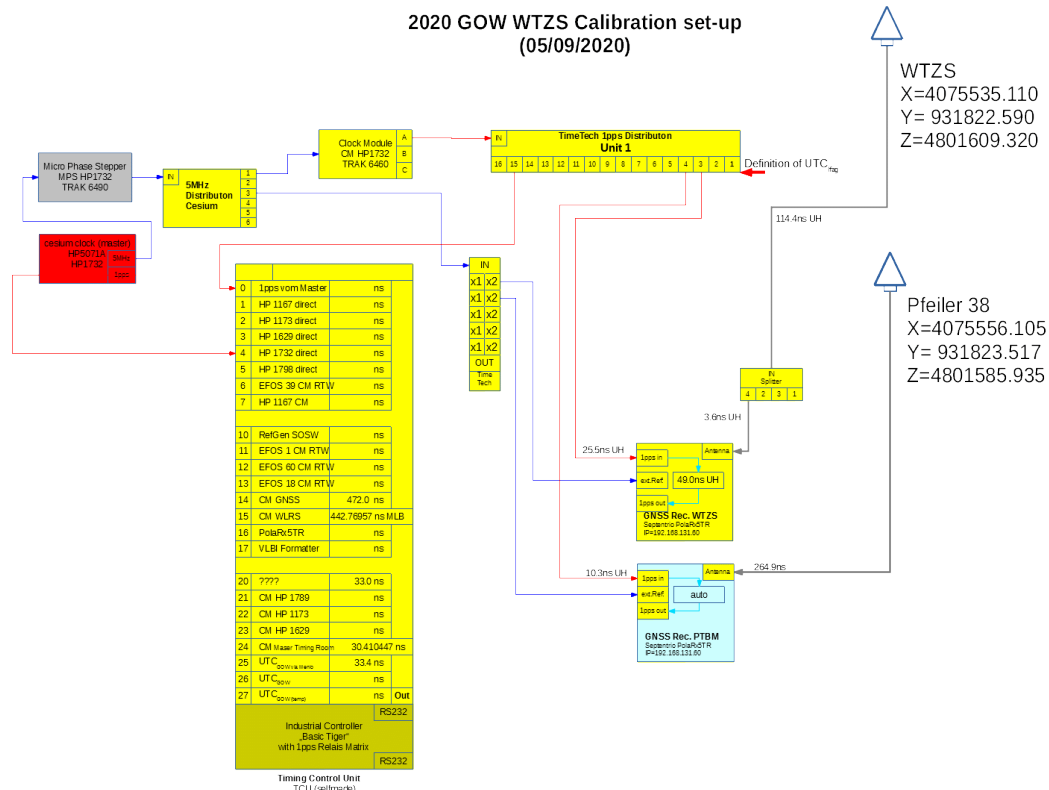 2020 GOW WTZS Calibration set-up
(05/09/2020)
WTZS
X=4075535.110
Y= 931822.590
Z=4801609.320
Micro Phase Stepper
MPS HP1732
TRAK 6490
IN
5MHz
Distributon
Cesium
1
2
3
4
5
6
Clock Module
CM HP1732
TRAK 6460
A
B
C
IN
TimeTech 1pps Distributon
Unit 1
16 15 14 13 12 11 10 9 8 7 6 5 4 3 2 1
Definition of UTC
cesium clock (master)
HP5071A
HP1732
5MHz
1pps
114.4ns UH
Pfeiler 38
X=4075556.105
Y= 931823.517
Z=4801585.935
IN
x1 x2
x1 x2
x1 x2
x1 x2
x1 x2
OUT
Time
Tech
IN
Splitter
4 2 3 1
3.6ns UH
0 1pps vom Master ns
1 HP 1167 direct ns
2 HP 1173 direct ns
3 HP 1629 direct ns
4 HP 1732 direct ns
5 HP 1798 direct ns
6 EFOS 39 CM RTW ns
7 HP 1167 CM ns
10 RefGen SOSW ns
11 EFOS 1 CM RTW ns
12 EFOS 60 CM RTW ns
13 EFOS 18 CM RTW ns
14 CM GNSS 472.0 ns
15 CM WLRS 442.76957 ns MLB
16 PolaRx5TR ns
17 VLBI Formatter ns
20 ???? 33.0 ns
21 CM HP 1789 ns
22 CM HP 1173 ns
23 CM HP 1629 ns
24 CM Maser Timing Room 30.410447 ns
25 UTC 33.4 ns
26 UTC GOW ns
27 UTC ns Out
RS232
Industrial Controller
„Basic Tiger“
with 1pps Relais Matrix
RS232
Timing Control Unit
TCU (selfmade)
25.5ns UH
Antenna
1pps in
ext.Ref.
49.0ns UH
1pps out
GNSS Rec. WTZS
Septentrio PolaRx5TR
IP=192.168.131.60
10.3ns UH
264.9ns
Antenna
1pps in
ext.Ref.
auto
1pps out
GNSS Rec. PTBM
Septentrio PolaRx5TR
IP=192.168.131.60